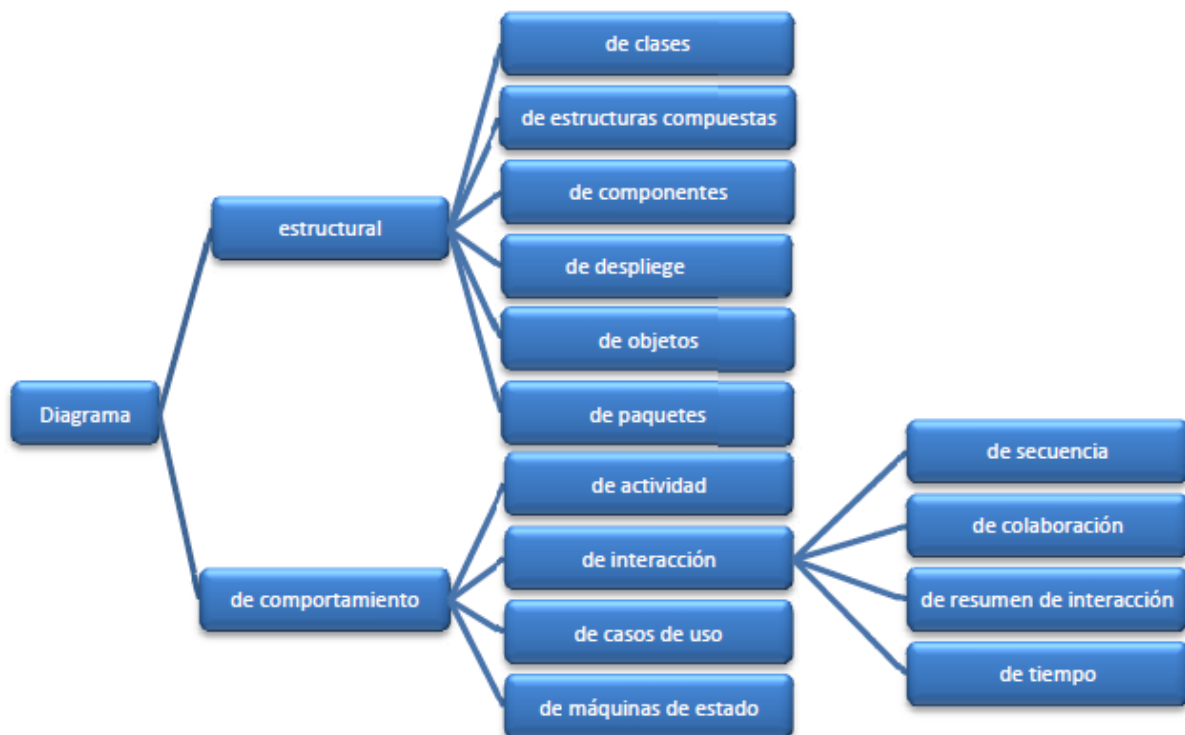 Diagrama
estructural
de clases
de estructuras compuestas
de componentes
de despliege
de objetos
de paquetes
de comportamiento
de actividad
de interacción
de secuencia
de colaboración
de resumen de interacción
de tiempo
de casos de uso
de máquinas de estado